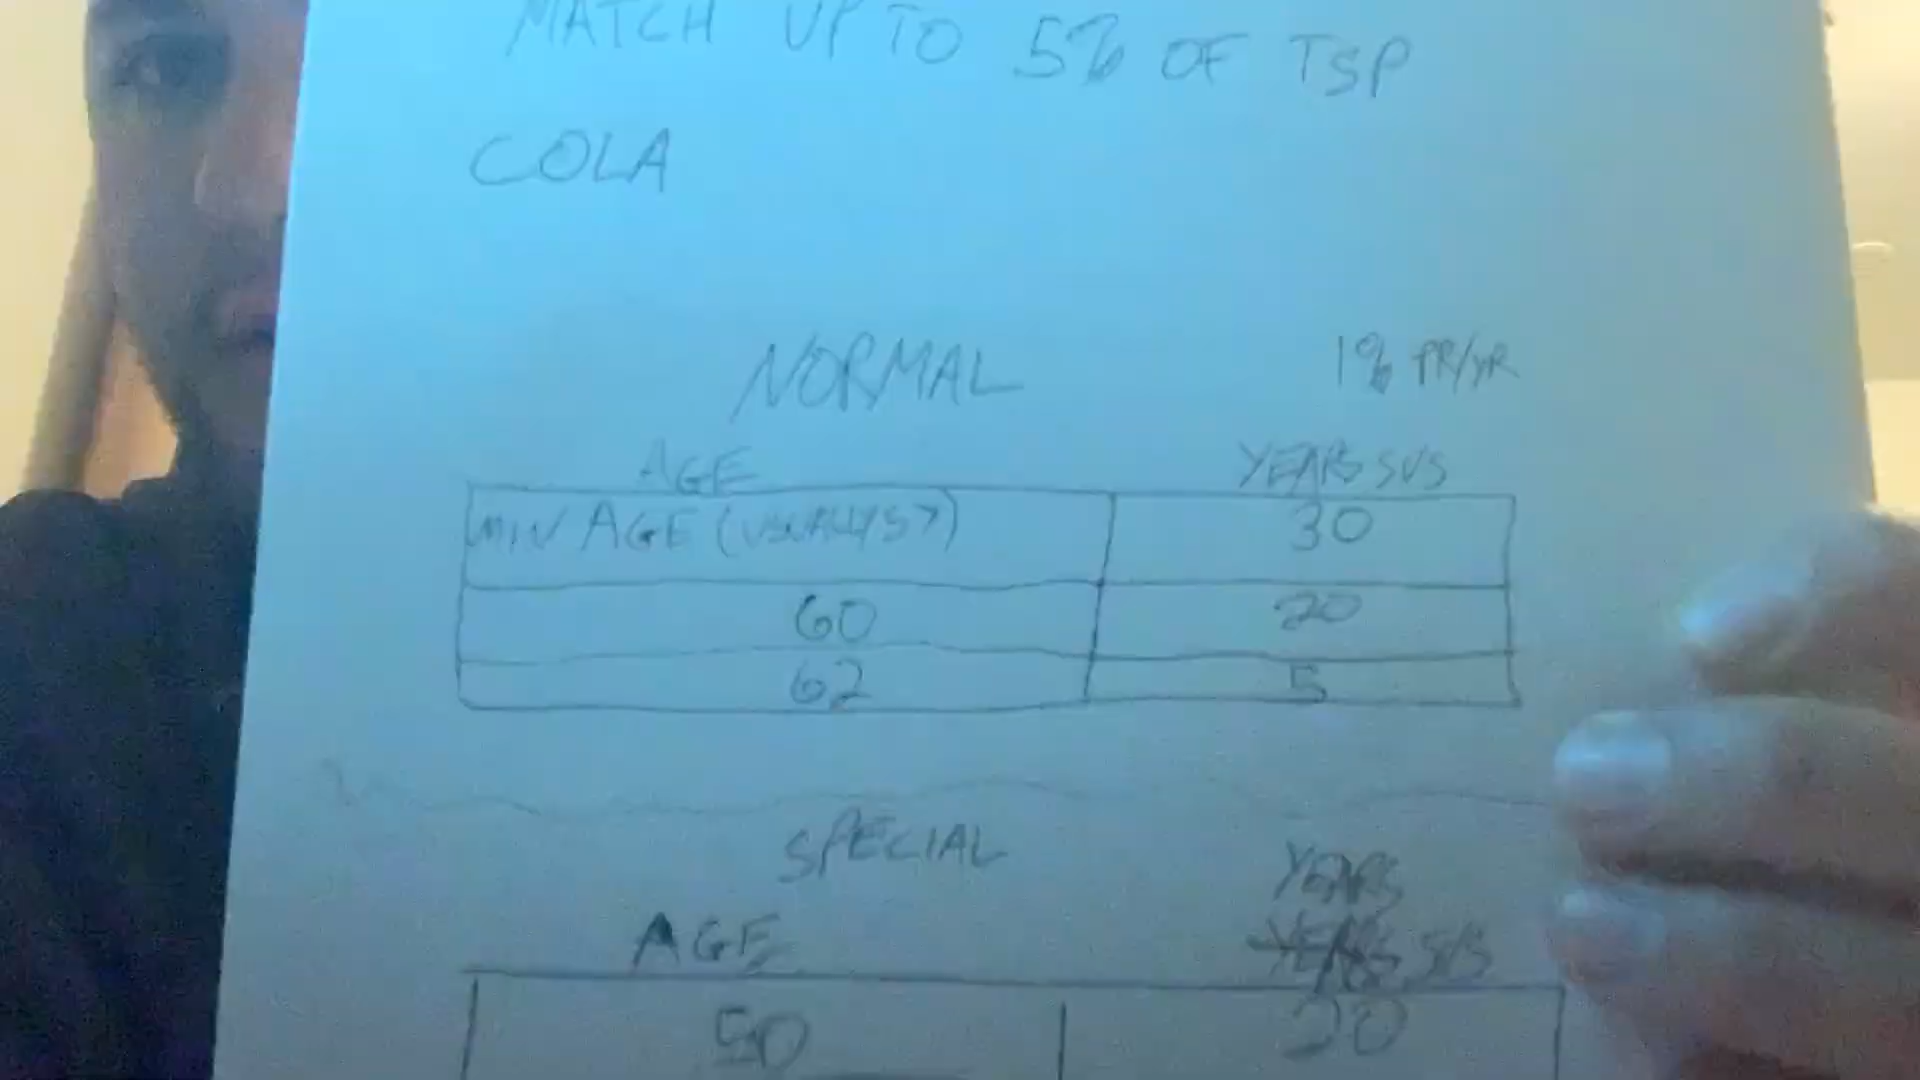 MATCH UP TO 5% OF TSP
COLA
NORMAL 1% PR/YR
AGE YEARS SVS
MIN AGE (USUALLY 57) 30
60 20
62 5
SPECIAL YEARS
AGE YEARS SVS
50 20